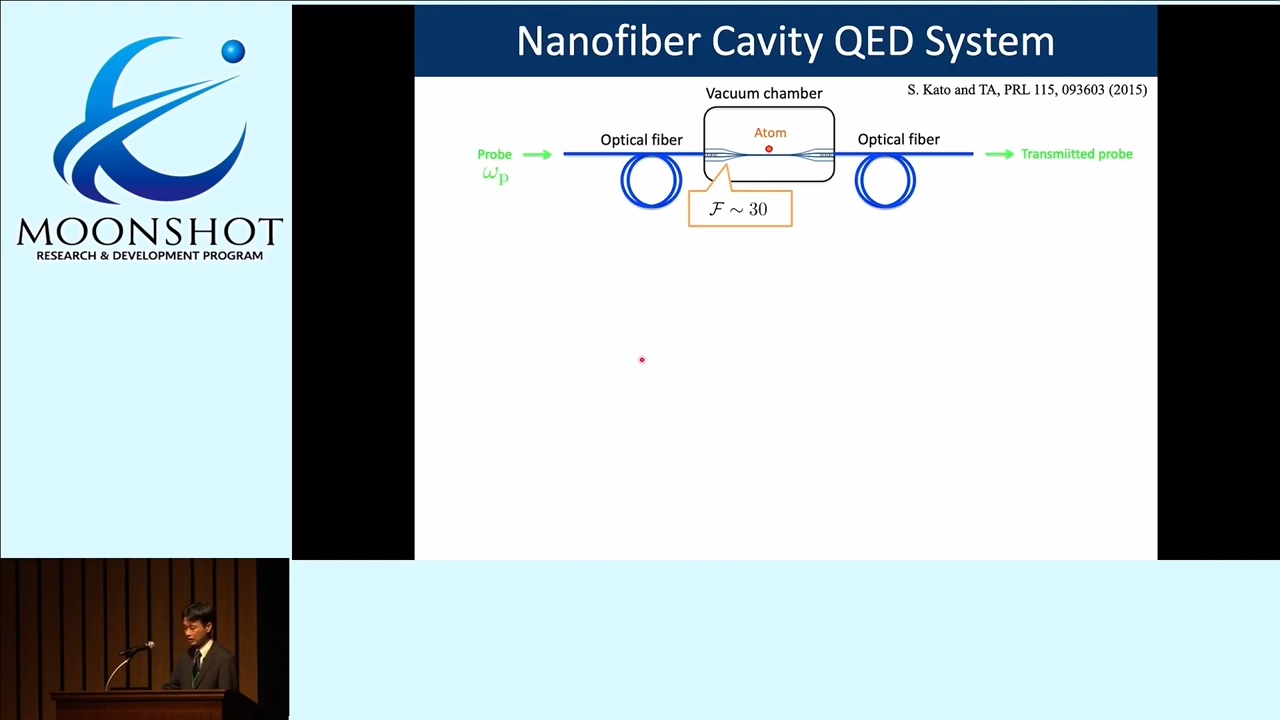 MOONSHOT
RESEARCH & DEVELOPMENT PROGRAM
Nanofiber Cavity QED System
S. Kato and TA, PRL 115, 093603 (2015)
Vacuum chamber
Optical fiber
Atom
Optical fiber
Probe
ωp
Transmiitted probe
ℱ ~ 30